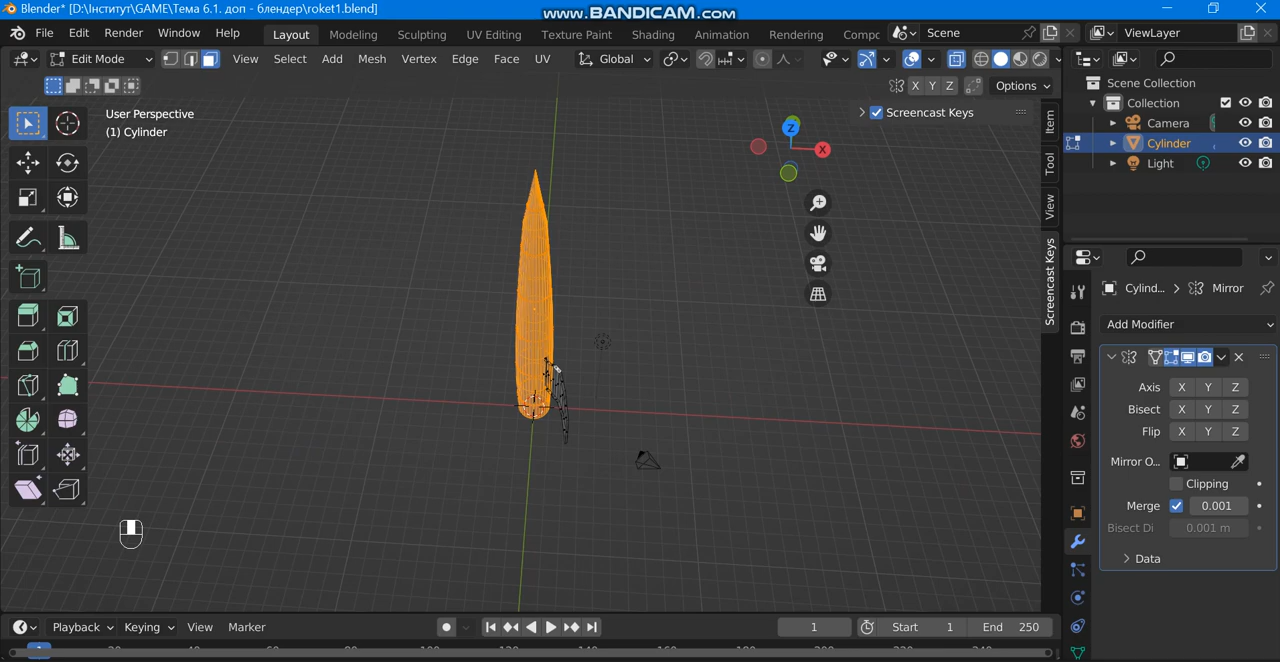 Blender* [D:\Інститут\GAME\Тема 6.1. доп - блендер\roket1.blend]
www.BANDICAM.com
File Edit Render Window Help Layout Modeling Sculpting UV Editing Texture Paint Shading Animation Rendering Compc Scene ViewLayer
Edit Mode View Select Add Mesh Vertex Edge Face UV Global
X Y Z Options
User Perspective
(1) Cylinder
Screencast Keys
Z
X
Item
Tool
View
Screencast Keys
Scene Collection
Collection
Camera
Cylinder
Light
Cylind... Mirror
Add Modifier
Axis X Y Z
Bisect X Y Z
Flip X Y Z
Mirror O...
Clipping
Merge 0.001
Bisect Di 0.001 m
Data
Playback Keying View Marker 1 Start 1 End 250